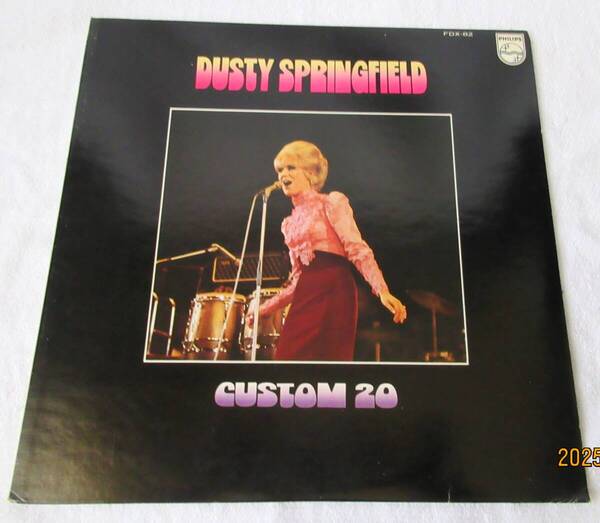 FDX-82
PHILIPS
DUSTY SPRINGFIELD
CUSTOM 20
2025